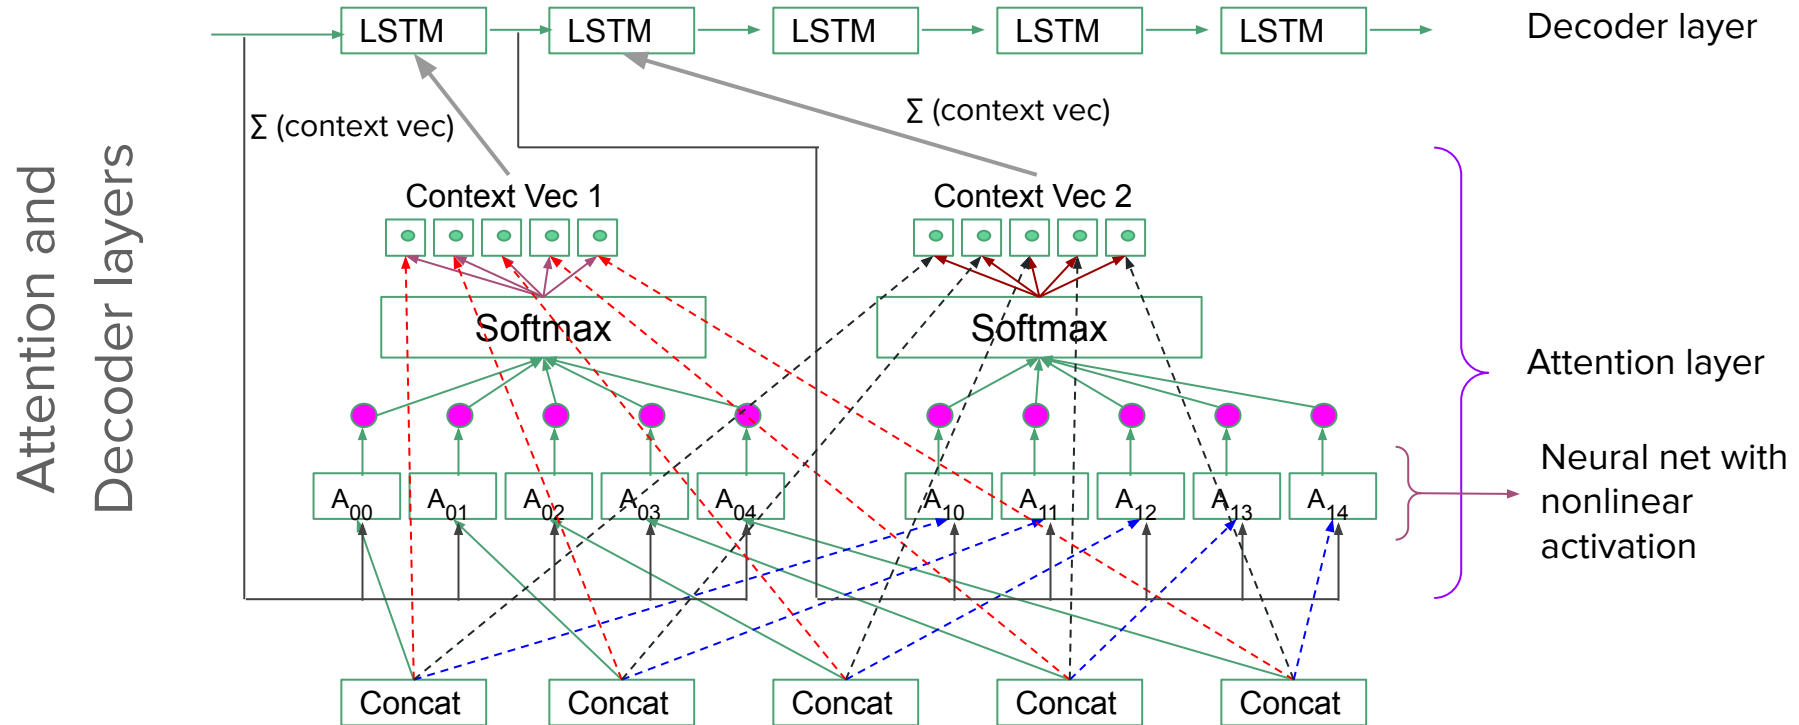 Attention and
Decoder layers
LSTM LSTM LSTM LSTM LSTM Decoder layer
Σ (context vec) Σ (context vec)
Context Vec 1 Context Vec 2
Softmax Softmax
Attention layer
A00 A01 A02 A03 A04 A10 A11 A12 A13 A14
Neural net with
nonlinear
activation
Concat Concat Concat Concat Concat